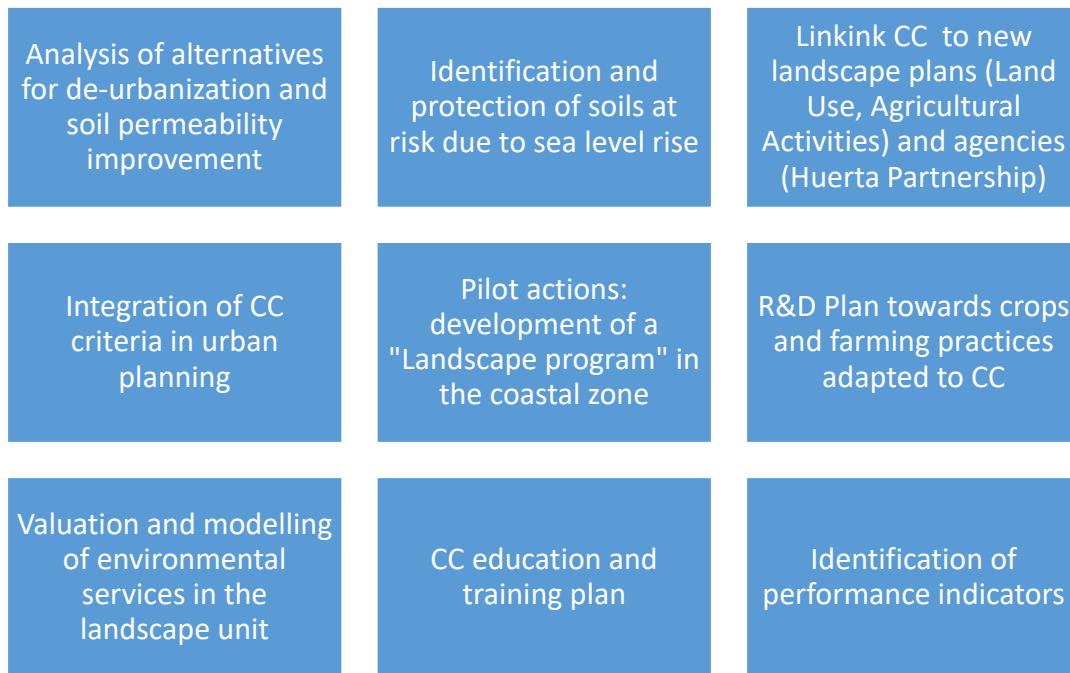 Analysis of alternatives
for de-urbanization and
soil permeability
improvement
Identification and
protection of soils at
risk due to sea level rise
Linkink CC  to new
landscape plans (Land
Use, Agricultural
Activities) and agencies
(Huerta Partnership)
Integration of CC
criteria in urban
planning
Pilot actions:
development of a
"Landscape program" in
the coastal zone
R&D Plan towards crops
and farming practices
adapted to CC
Valuation and modelling
of environmental
services in the
landscape unit
CC education and
training plan
Identification of
performance indicators